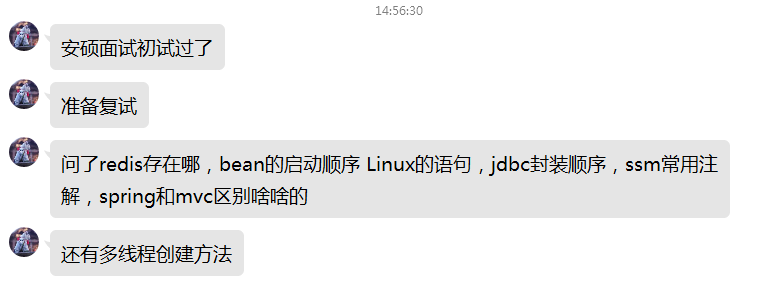 14:56:30
安硕面试初试过了
准备复试
问了redis存在哪，bean的启动顺序 Linux的语句，jdbc封装顺序，ssm常用注
解，spring和mvc区别啥啥的
还有多线程创建方法